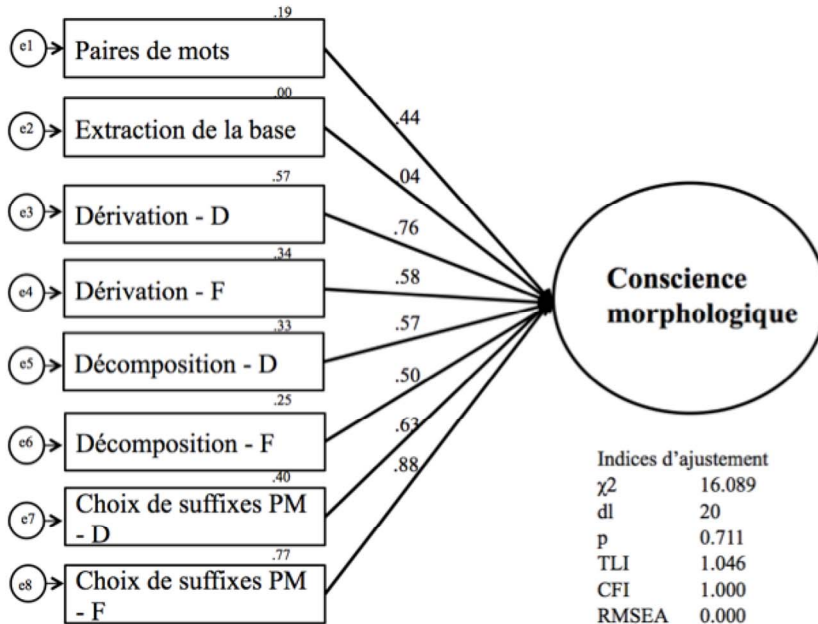 .19
e1
Paires de mots
.00
.44
e2
Extraction de la base
.04
.57
e3
Dérivation - D
.76
.34
e4
Dérivation - F
.58
.33
e5
Décomposition - D
.57
.25
e6
Décomposition - F
.50
.40
e7
Choix de suffixes PM
- D
.63
.77
e8
Choix de suffixes PM
- F
.88
Conscience
morphologique
Indices d'ajustement
χ2 16.089
dl 20
p 0.711
TLI 1.046
CFI 1.000
RMSEA 0.000